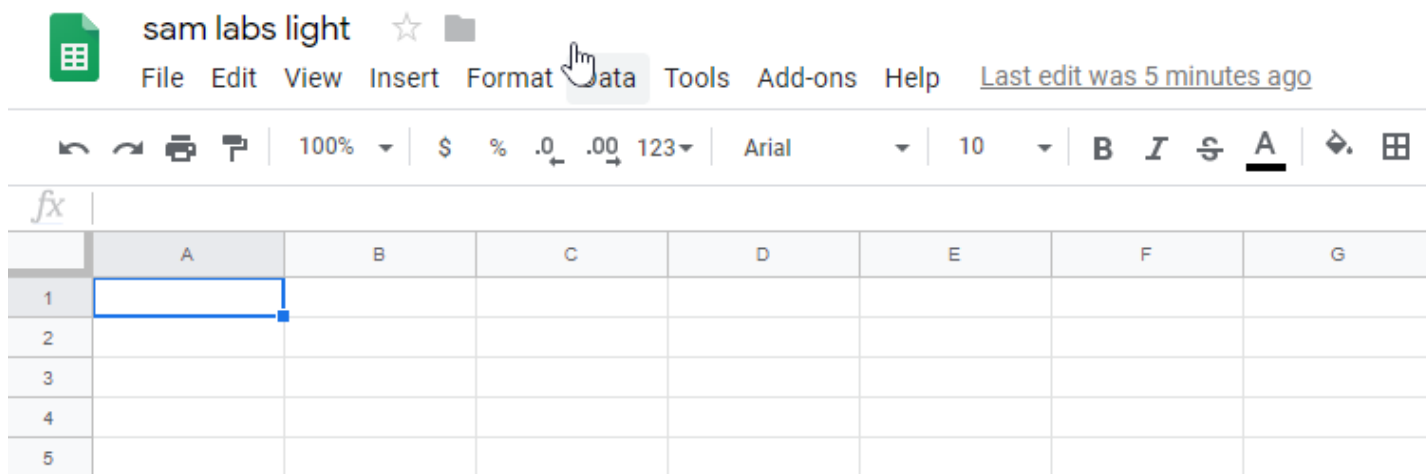 sam labs light
File Edit View Insert Format Data Tools Add-ons Help Last edit was 5 minutes ago
100% $ % .0 .00 123 Arial 10 B I S A
fx
A B C D E F G
1
2
3
4
5